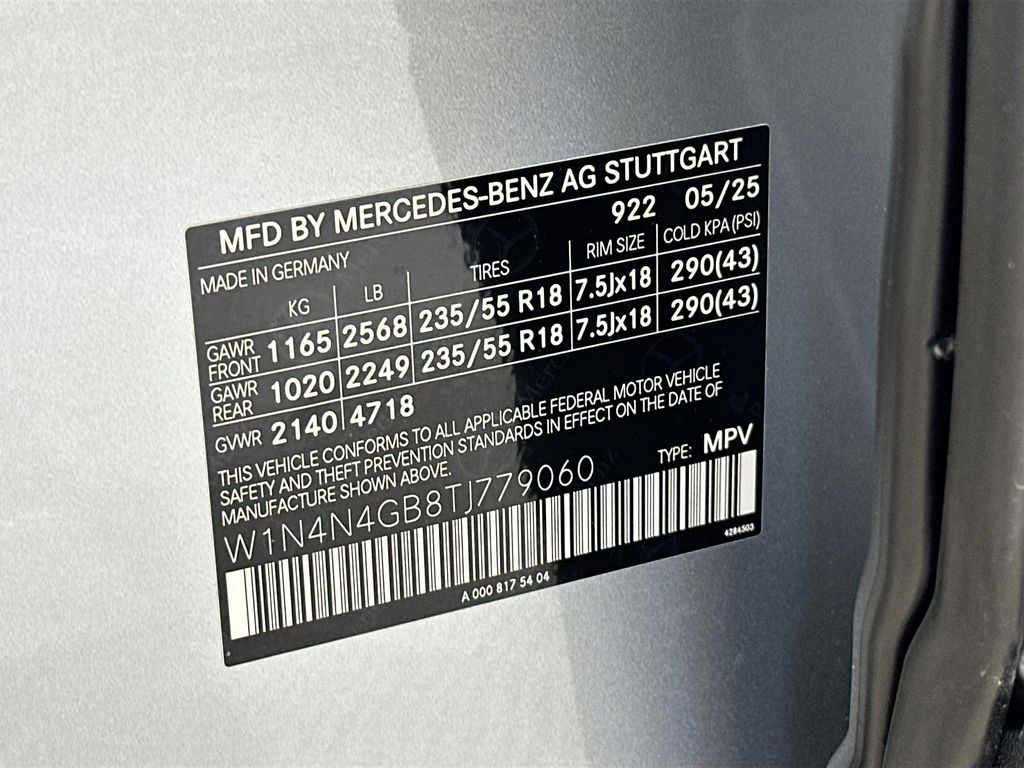 MFD BY MERCEDES-BENZ AG STUTTGART
MADE IN GERMANY 922 05/25
KG LB TIRES RIM SIZE COLD KPA (PSI)
GAWR FRONT 1165 2568 235/55 R18 7.5Jx18 290(43)
GAWR REAR 1020 2249 235/55 R18 7.5Jx18 290(43)
GVWR 2140 4718
THIS VEHICLE CONFORMS TO ALL APPLICABLE FEDERAL MOTOR VEHICLE
SAFETY AND THEFT PREVENTION STANDARDS IN EFFECT ON THE DATE OF
MANUFACTURE SHOWN ABOVE. TYPE: MPV
W1N4N4GB8TJ779060
A 000 817 54 04 4284503